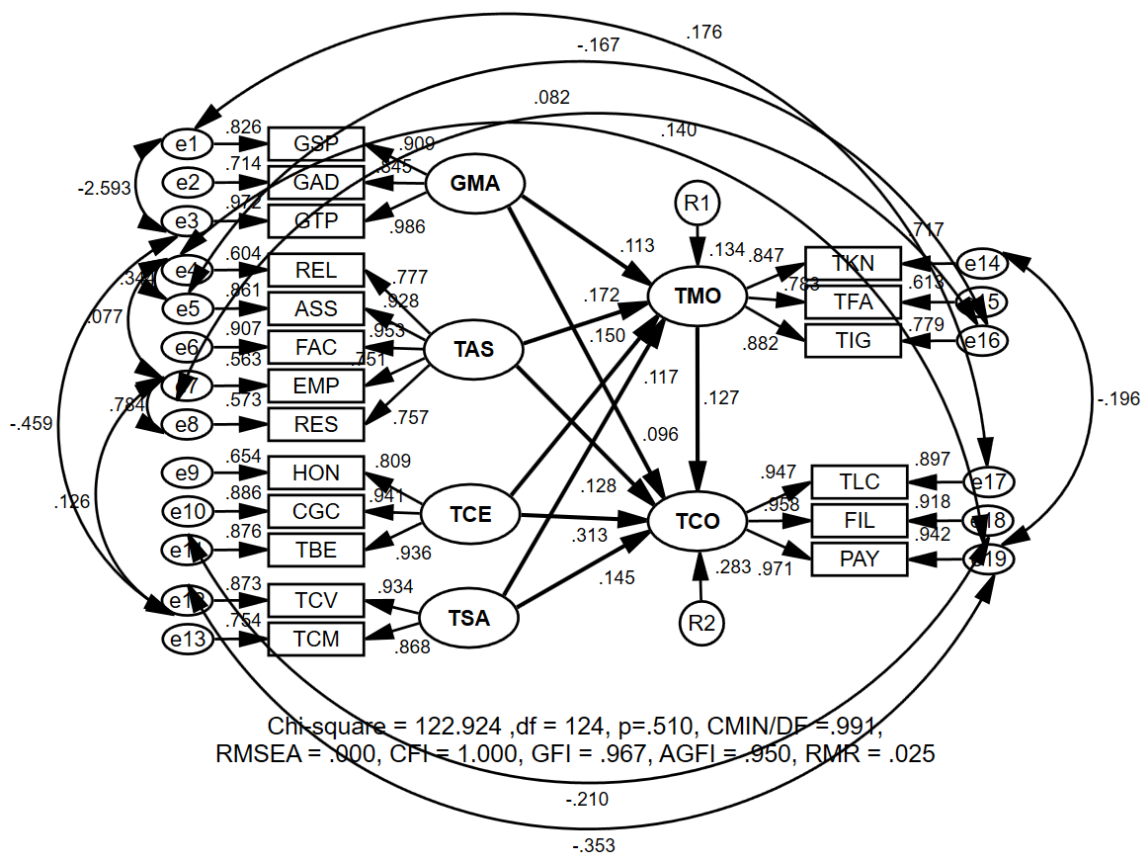 .176
-.167
.082
.140
e1 .826 GSP .909
e2 .714 GAD .845 GMA
-2.593
e3 .972 GTP .986
R1
.113 .134 .847 TKN .717 e14
e4 .604 REL .777
.344
TMO .783 TFA .613 15
e5 .861 ASS .928 .172
.077
e6 .907 FAC .953 TAS .150 .882 TIG .779 e16
e7 .563 EMP .751 .117
.784
e8 .573 RES .757 .127 -.196
-.459
.096
e9 .654 HON .809 .947 TLC .897 e17
.126
e10 .886 CGC .941 TCE .128 TCO .958 FIL .918 e18
.313
e11 .876 TBE .936 .145 .283 .971 PAY .942 e19
e12 .873 TCV .934 TSA
e13 .754 TCM .868 R2
Chi-square = 122.924 ,df = 124, p=.510, CMIN/DF =.991,
RMSEA = .000, CFI = 1.000, GFI = .967, AGFI = .950, RMR = .025
-.210
-.353